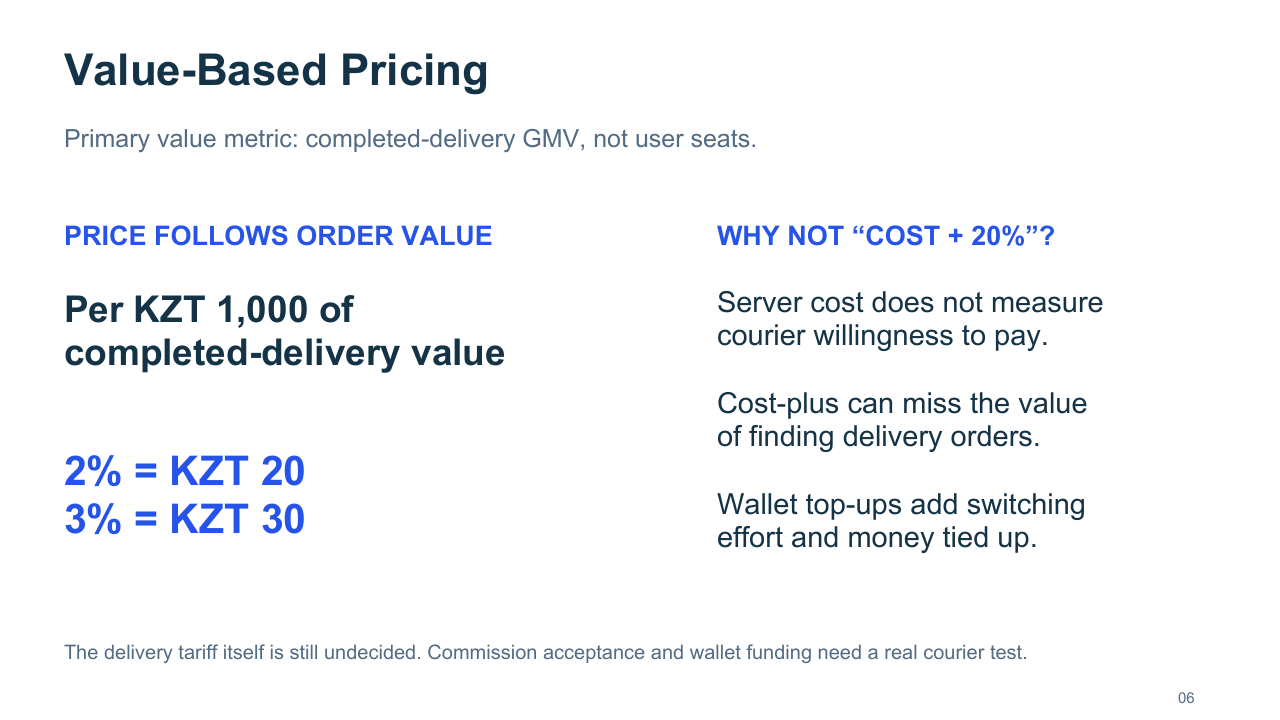 Value-Based Pricing
Primary value metric: completed-delivery GMV, not user seats.
PRICE FOLLOWS ORDER VALUE
Per KZT 1,000 of
completed-delivery value
2% = KZT 20
3% = KZT 30
WHY NOT “COST + 20%”?
Server cost does not measure
courier willingness to pay.
Cost-plus can miss the value
of finding delivery orders.
Wallet top-ups add switching
effort and money tied up.
The delivery tariff itself is still undecided. Commission acceptance and wallet funding need a real courier test.
06